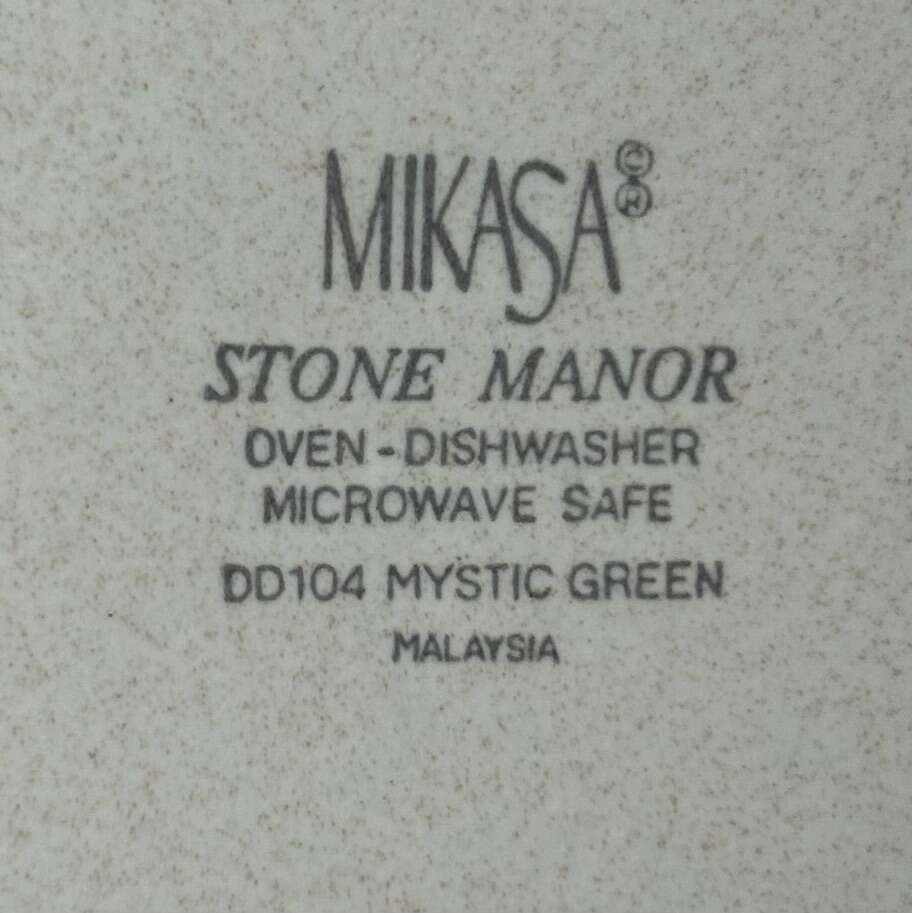 MIKASA©®
STONE MANOR
OVEN-DISHWASHER
MICROWAVE SAFE
DD104 MYSTIC GREEN
MALAYSIA